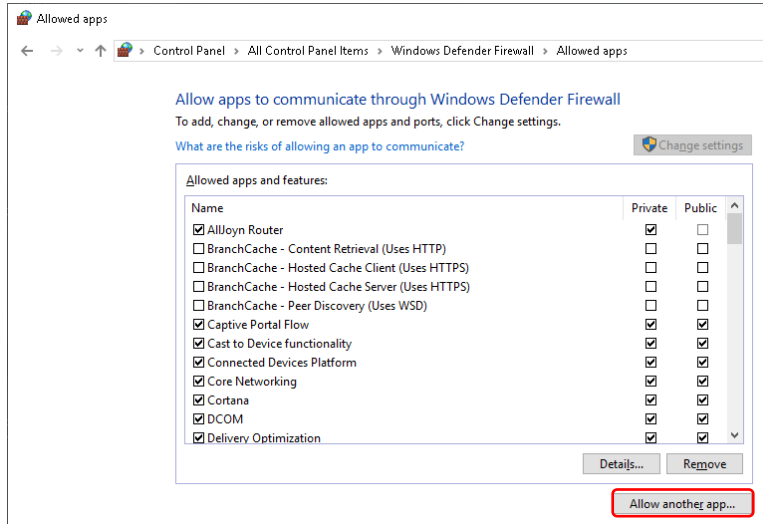 Allowed apps
Control Panel > All Control Panel Items > Windows Defender Firewall > Allowed apps
Allow apps to communicate through Windows Defender Firewall
To add, change, or remove allowed apps and ports, click Change settings.
What are the risks of allowing an app to communicate?
Change settings
Allowed apps and features:
Name Private Public
AllJoyn Router
BranchCache - Content Retrieval (Uses HTTP)
BranchCache - Hosted Cache Client (Uses HTTPS)
BranchCache - Hosted Cache Server (Uses HTTPS)
BranchCache - Peer Discovery (Uses WSD)
Captive Portal Flow
Cast to Device functionality
Connected Devices Platform
Core Networking
Cortana
DCOM
Delivery Optimization
Details... Remove
Allow another app...